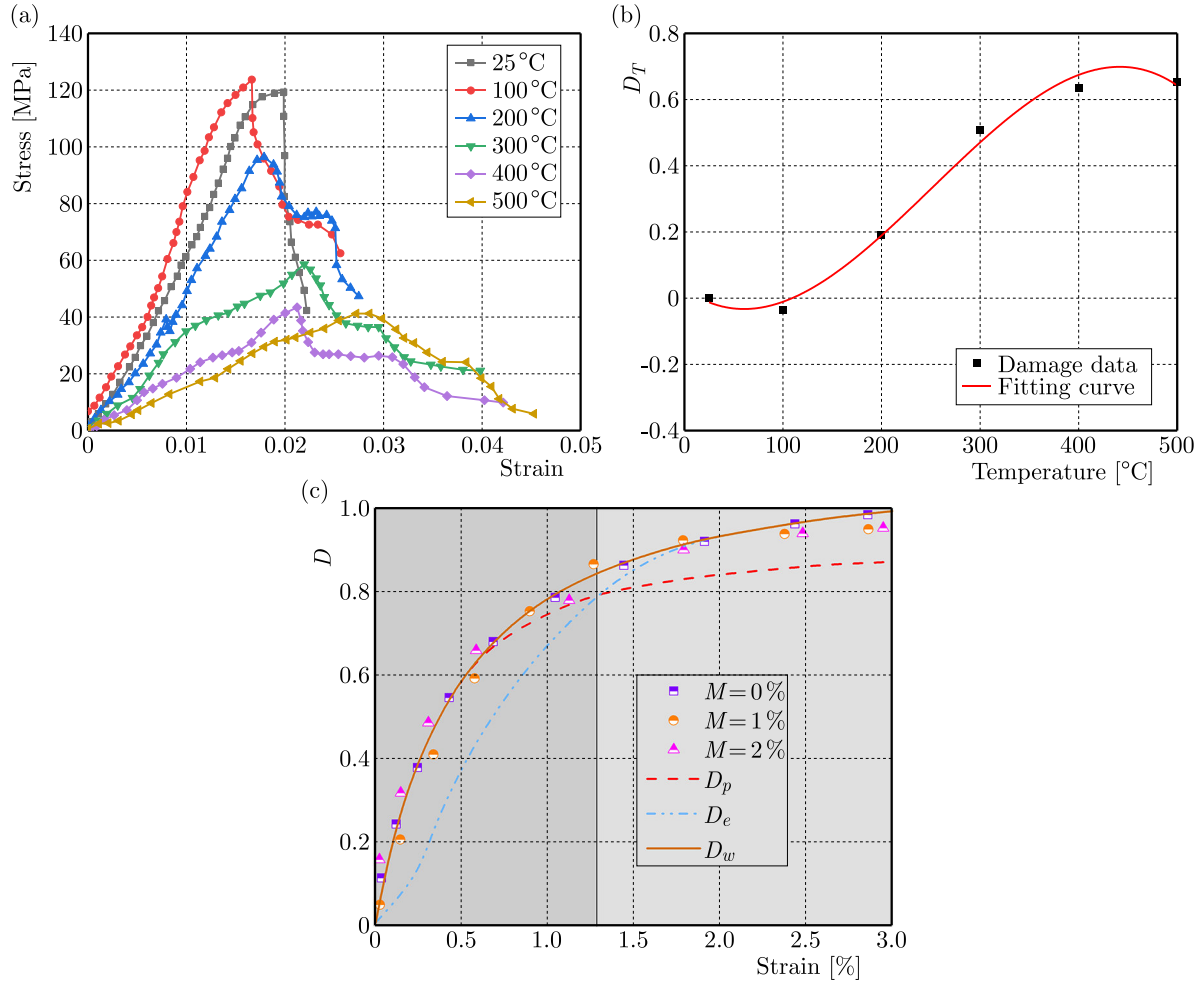 (a)
140
120
100
80
60
40
20
0
Stress [MPa]
25 °C
100 °C
200 °C
300 °C
400 °C
500 °C
0 0.01 0.02 0.03 0.04 0.05
Strain
(b)
0.8
0.6
0.4
0.2
0
-0.2
-0.4
D_T
Damage data
Fitting curve
0 100 200 300 400 500
Temperature [°C]
(c)
1.0
0.8
0.6
0.4
0.2
0
D
M = 0 %
M = 1 %
M = 2 %
D_p
D_e
D_w
0 0.5 1.0 1.5 2.0 2.5 3.0
Strain [%]